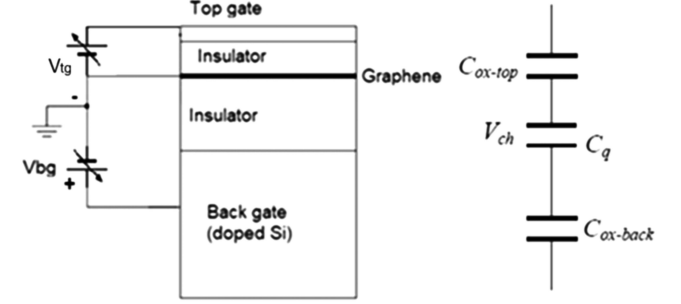 Top gate
Vtg
Insulator
Graphene
-
Insulator
Vbg
+
Back gate
(doped Si)
Cox-top
Vch
Cq
Cox-back